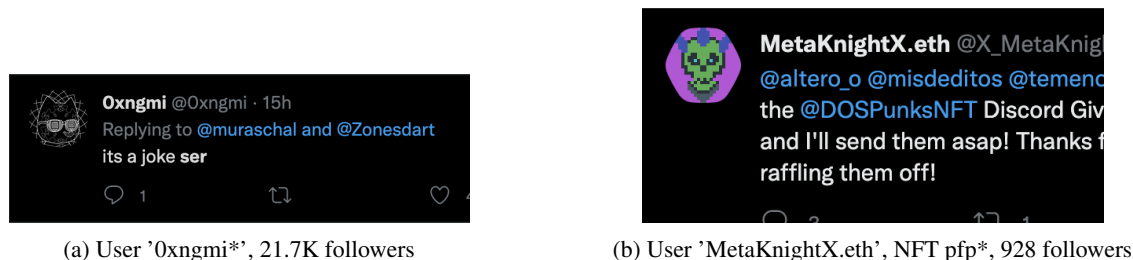 0xngmi @0xngmi · 15h
Replying to @muraschal and @Zonesdart
its a joke ser
1
(a) User '0xngmi*', 21.7K followers
MetaKnightX.eth
@altero_o @misdeditos
the @DOSPunksNFT Discord
and I'll send them asap! Thanks
raffling them off!
(b) User 'MetaKnightX.eth', NFT pfp*, 928 followers